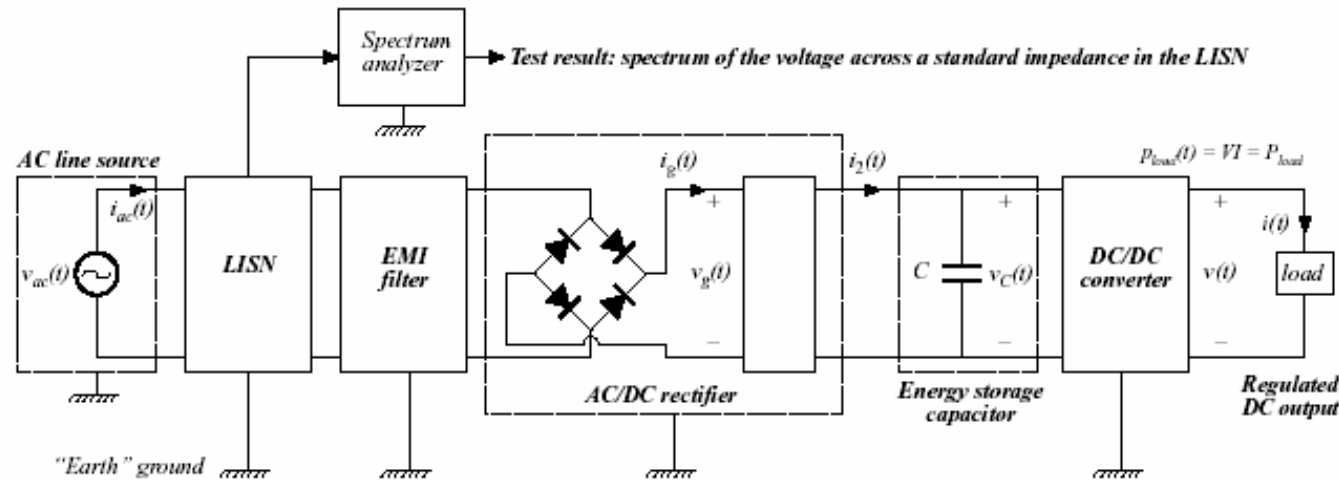 Spectrum
analyzer
Test result: spectrum of the voltage across a standard impedance in the LISN
AC line source
i_g(t)
i_2(t)
p_load(t) = VI = P_load
i_ac(t)
+
+
+
i(t)
v_ac(t)
LISN
EMI
filter
v_g(t)
C
v_C(t)
DC/DC
converter
v(t)
load
–
–
–
AC/DC rectifier
Energy storage
capacitor
Regulated
DC output
"Earth" ground